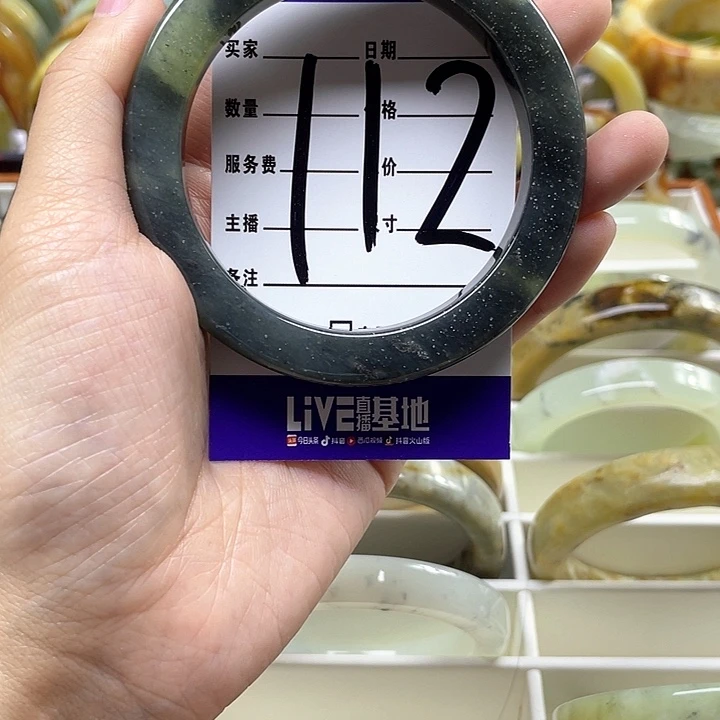 买家 日期
数量 格
服务费 价
主播 寸
备注
112
LIVE直播基地
今日头条 抖音 西瓜视频 抖音火山版